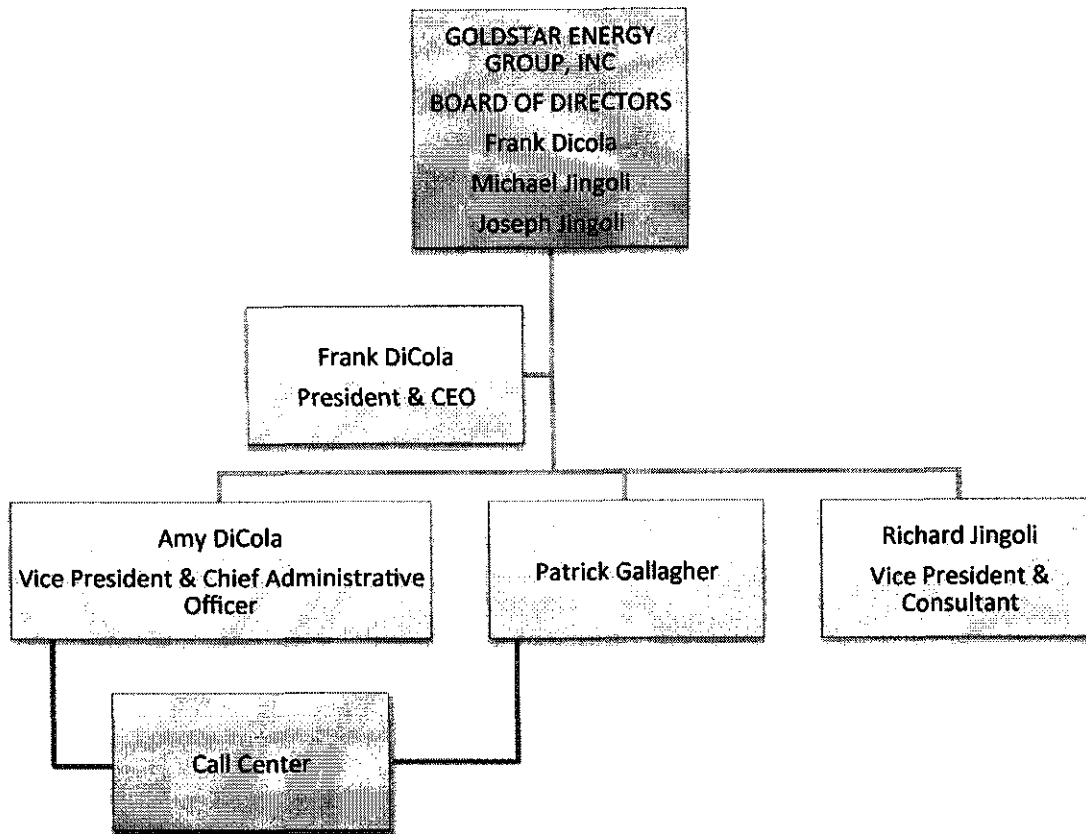 GOLDSTAR ENERGY
GROUP, INC
BOARD OF DIRECTORS
Frank Dicola
Michael Jingoli
Joseph Jingoli
Frank DiCola
President & CEO
Amy DiCola
Vice President & Chief Administrative
Officer
Patrick Gallagher
Richard Jingoli
Vice President &
Consultant
Call Center